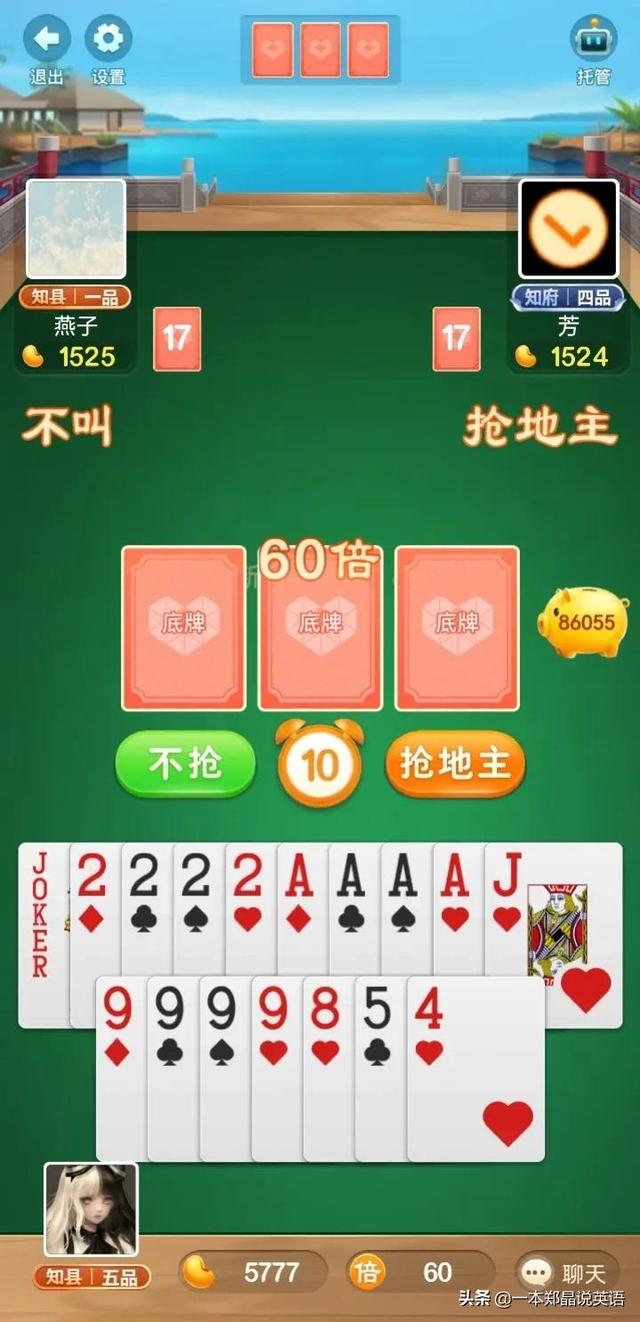 退出 设置 托管
知县 一品
燕子
1525
17
17
知府 四品
芳
1524
不叫
抢地主
60倍
底牌 底牌 底牌
86055
不抢 10 抢地主
JOKER 2 2 2 2 A A A A J
9 9 9 9 8 5 4
知县 五品
5777
倍 60
聊天
头条 @一本郑晶说英语